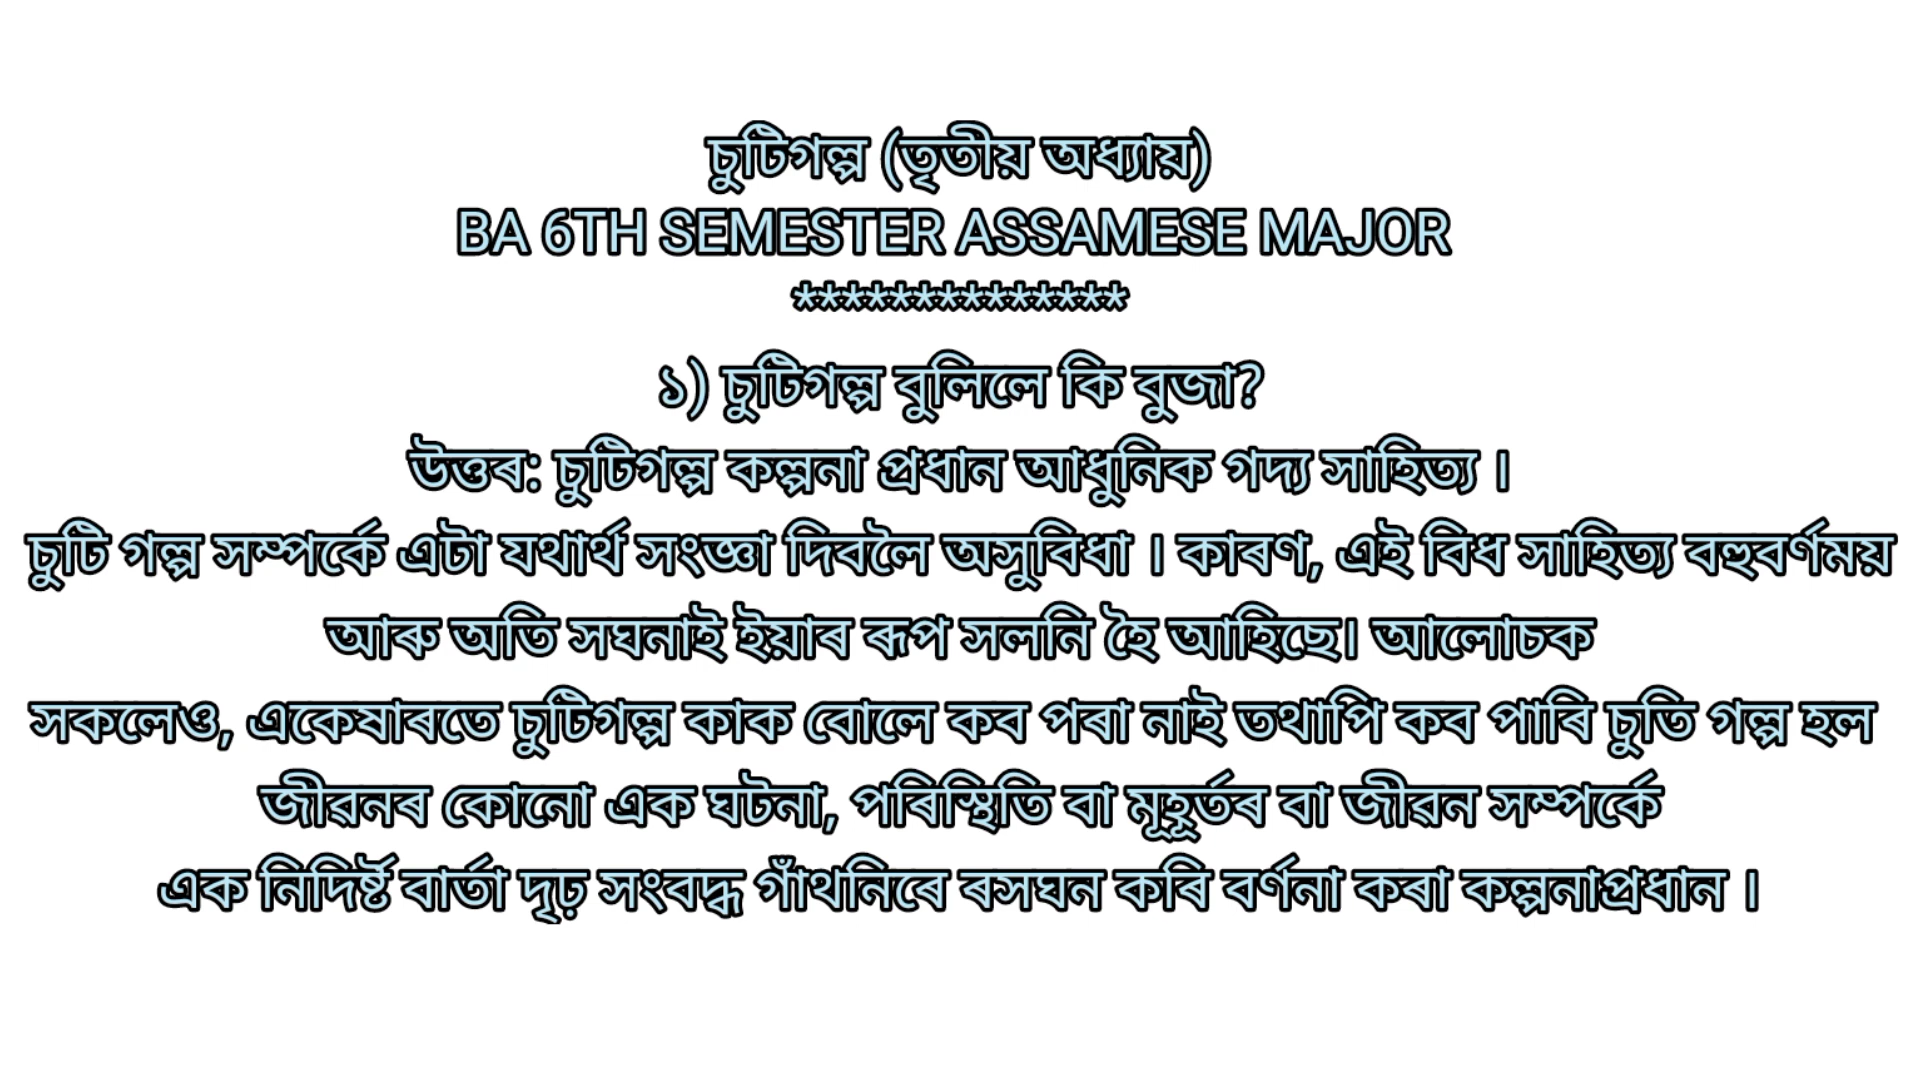 চুটিগল্প (তৃতীয় অধ্যায়)
BA 6TH SEMESTER ASSAMESE MAJOR
**************
১) চুটিগল্প বুলিলে কি বুজা?
উত্তৰ: চুটিগল্প কল্পনা প্ৰধান আধুনিক গদ্য সাহিত্য ।
চুটি গল্প সম্পৰ্কে এটা যথাৰ্থ সংজ্ঞা দিবলৈ অসুবিধা । কাৰণ, এই বিধ সাহিত্য বহুবৰ্ণময়
আৰু অতি সঘনাই ইয়াৰ ৰূপ সলনি হৈ আহিছে। আলোচক
সকলেও, একেষাৰতে চুটিগল্প কাক বোলে কব পৰা নাই তথাপি কব পাৰি চুতি গল্প হল
জীৱনৰ কোনো এক ঘটনা, পৰিস্থিতি বা মূহূৰ্তৰ বা জীৱন সম্পৰ্কে
এক নিদিৰ্ষ্ট বাৰ্তা দৃঢ় সংবদ্ধ গাঁথনিৰে ৰসঘন কৰি বৰ্ণনা কৰা কল্পনাপ্ৰধান ।